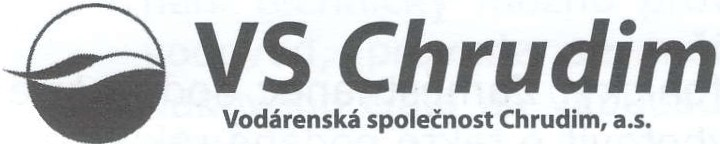 VS Chrudim
Vodárenská společnost Chrudim, a.s.